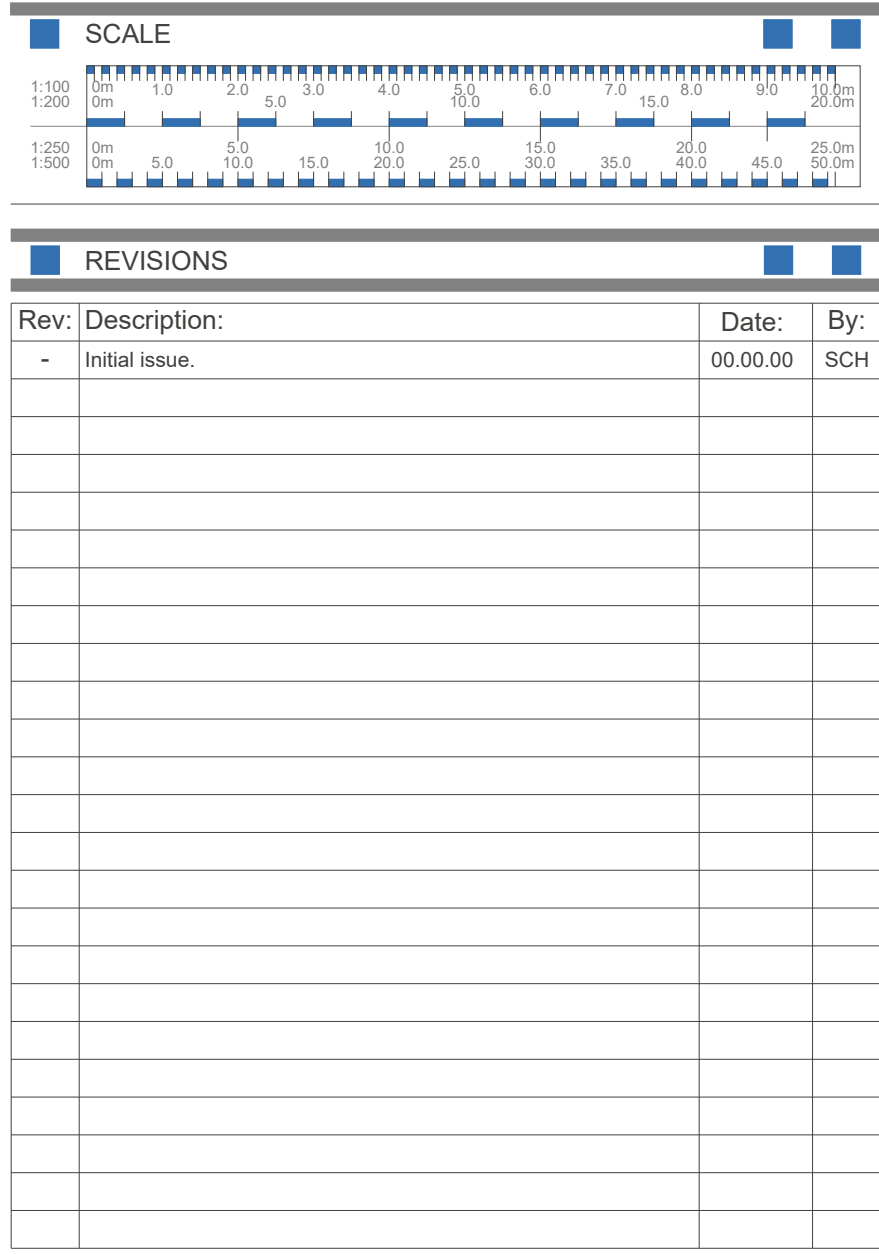 SCALE
1:100 0m 1.0 2.0 3.0 4.0 5.0 6.0 7.0 8.0 9.0 10.0m
1:200 0m 5.0 10.0 15.0 20.0m
1:250 0m 5.0 10.0 15.0 20.0 25.0m
1:500 0m 5.0 10.0 15.0 20.0 25.0 30.0 35.0 40.0 45.0 50.0m
REVISIONS
Rev: Description: Date: By:
- Initial issue. 00.00.00 SCH